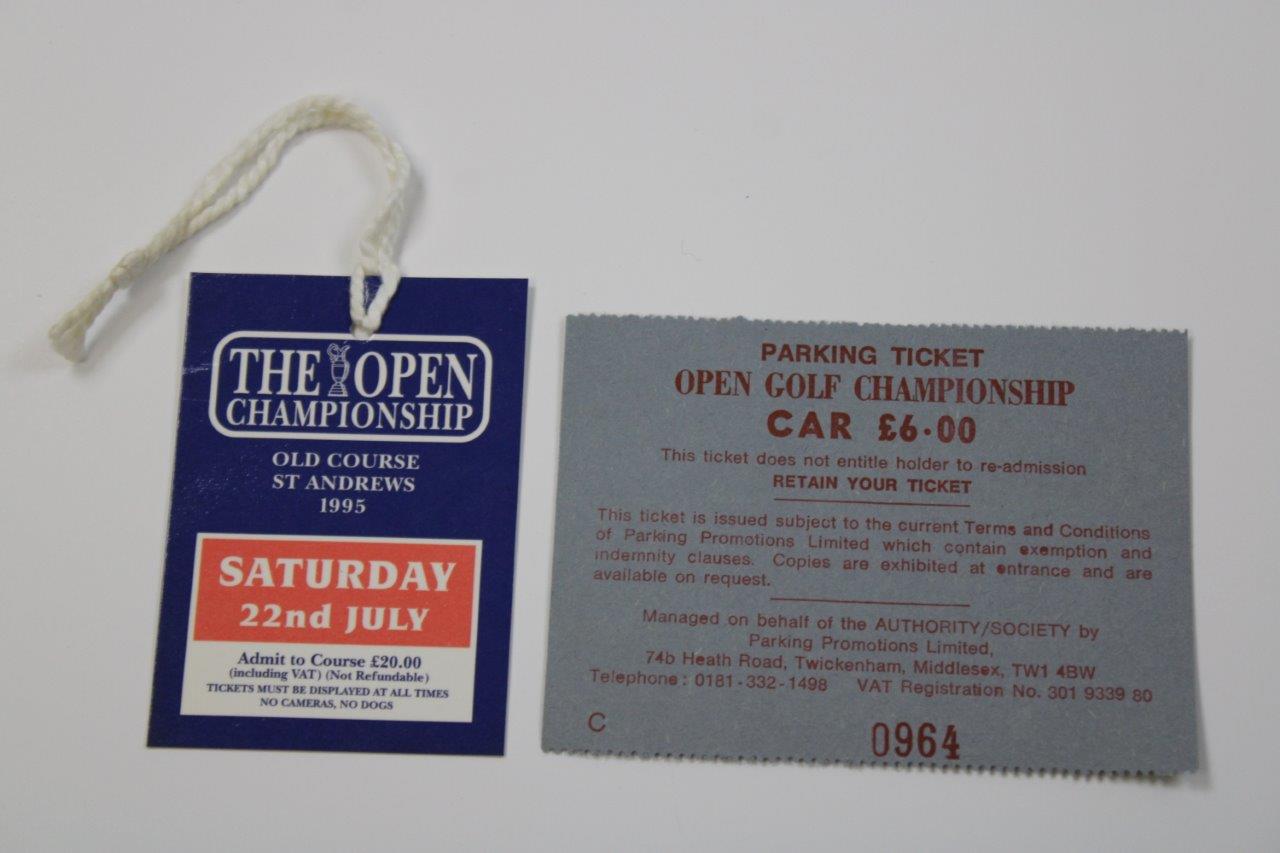 THE OPEN
CHAMPIONSHIP
OLD COURSE
ST ANDREWS
1995
SATURDAY
22nd JULY
Admit to Course £20.00
(including VAT) (Not Refundable)
TICKETS MUST BE DISPLAYED AT ALL TIMES
NO CAMERAS, NO DOGS
PARKING TICKET
OPEN GOLF CHAMPIONSHIP
CAR £6·00
This ticket does not entitle holder to re-admission
RETAIN YOUR TICKET
This ticket is issued subject to the current Terms and Conditions
of Parking Promotions Limited which contain exemption and
indemnity clauses. Copies are exhibited at entrance and are
available on request.
Managed on behalf of the AUTHORITY/SOCIETY by
Parking Promotions Limited,
74b Heath Road, Twickenham, Middlesex, TW1 4BW
Telephone: 0181-332-1498 VAT Registration No. 301 9339 80
C 0964